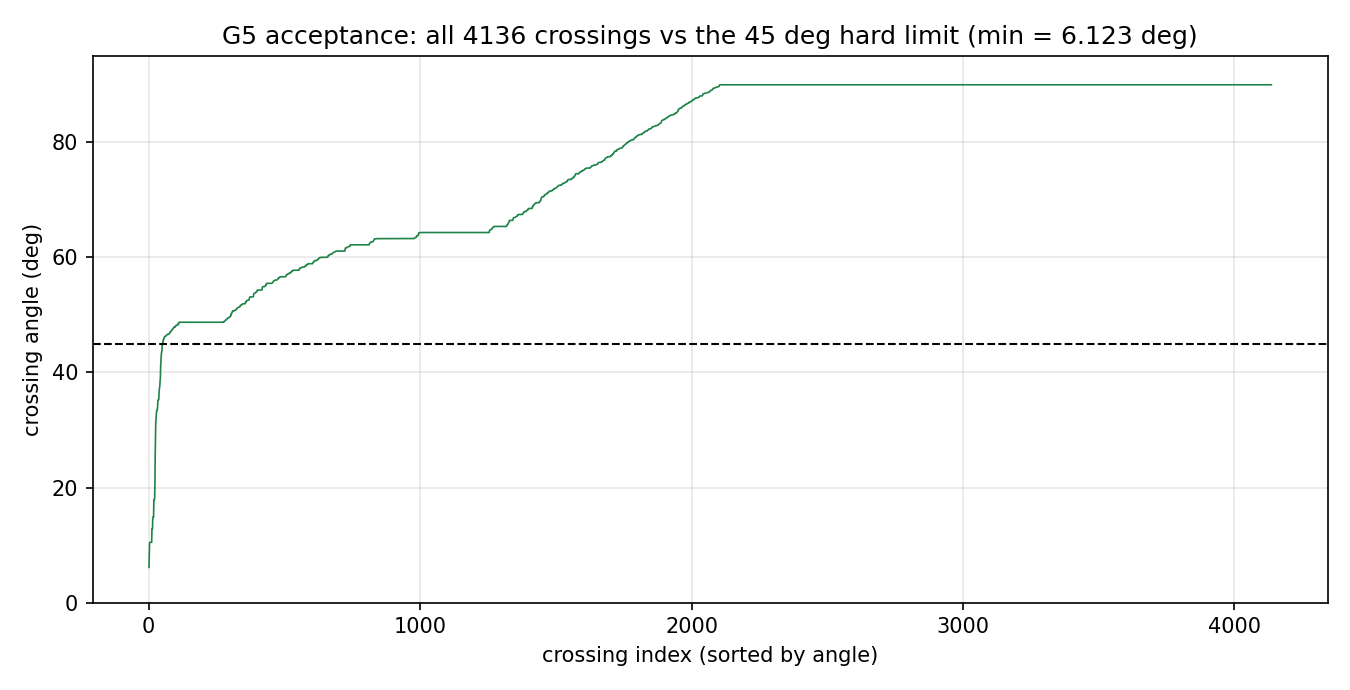 G5 acceptance: all 4136 crossings vs the 45 deg hard limit (min = 6.123 deg)
crossing angle (deg)
80
60
40
20
0
0 1000 2000 3000 4000
crossing index (sorted by angle)